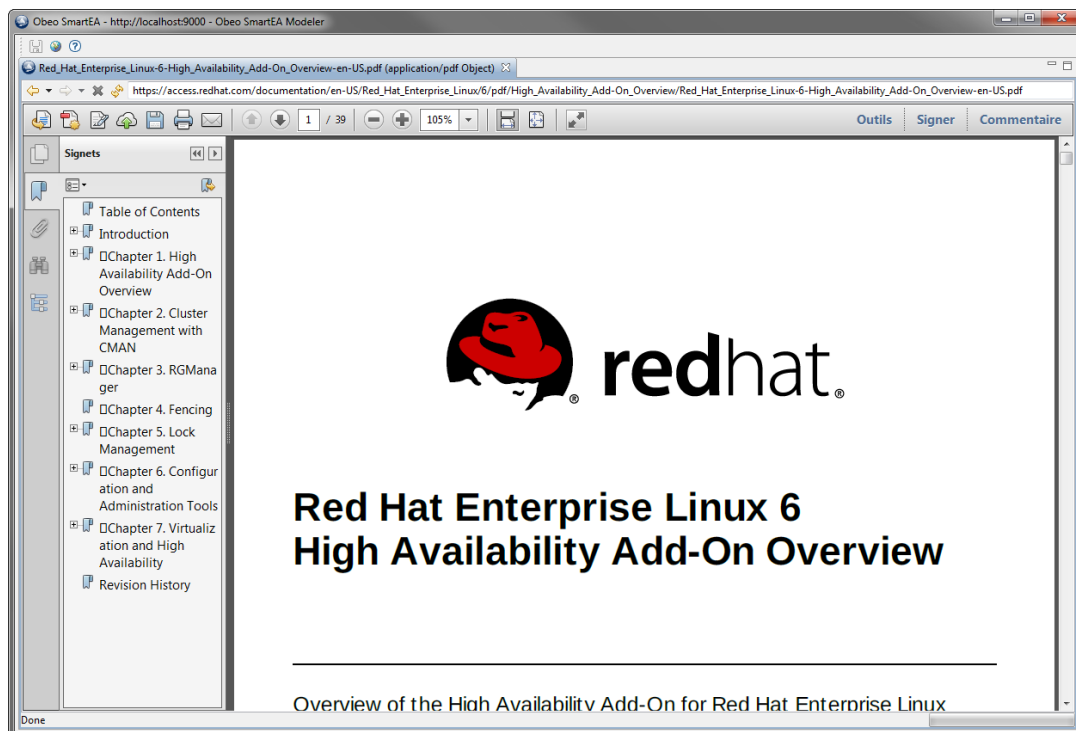 Obeo SmartEA - http://localhost:9000 - Obeo SmartEA Modeler
Red_Hat_Enterprise_Linux-6-High_Availability_Add-On_Overview-en-US.pdf (application/pdf Object)
https://access.redhat.com/documentation/en-US/Red_Hat_Enterprise_Linux/6/pdf/High_Availability_Add-On_Overview/Red_Hat_Enterprise_Linux-6-High_Availability_Add-On_Overview-en-US.pdf
1 / 39 105% Outils Signer Commentaire
Signets
Table of Contents
Introduction
Chapter 1. High
Availability Add-On
Overview
Chapter 2. Cluster
Management with
CMAN
Chapter 3. RGMana
ger
Chapter 4. Fencing
Chapter 5. Lock
Management
Chapter 6. Configur
ation and
Administration Tools
Chapter 7. Virtualiz
ation and High
Availability
Revision History
redhat®
Red Hat Enterprise Linux 6
High Availability Add-On Overview
Overview of the High Availability Add-On for Red Hat Enterprise Linux
Done